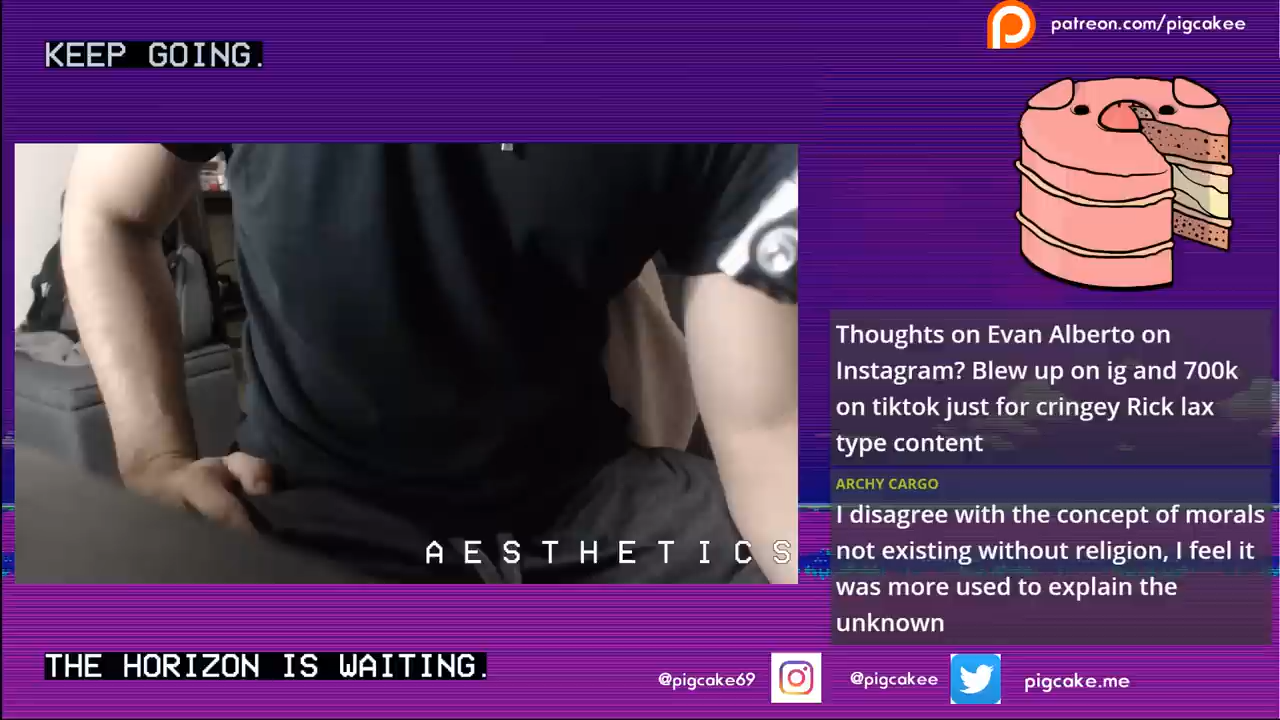 KEEP GOING.
patreon.com/pigcakee
Thoughts on Evan Alberto on
Instagram? Blew up on ig and 700k
on tiktok just for cringey Rick lax
type content
ARCHY CARGO
I disagree with the concept of morals
not existing without religion, I feel it
was more used to explain the
unknown
AESTHETICS
THE HORIZON IS WAITING.
@pigcake69
@pigcakee
pigcake.me